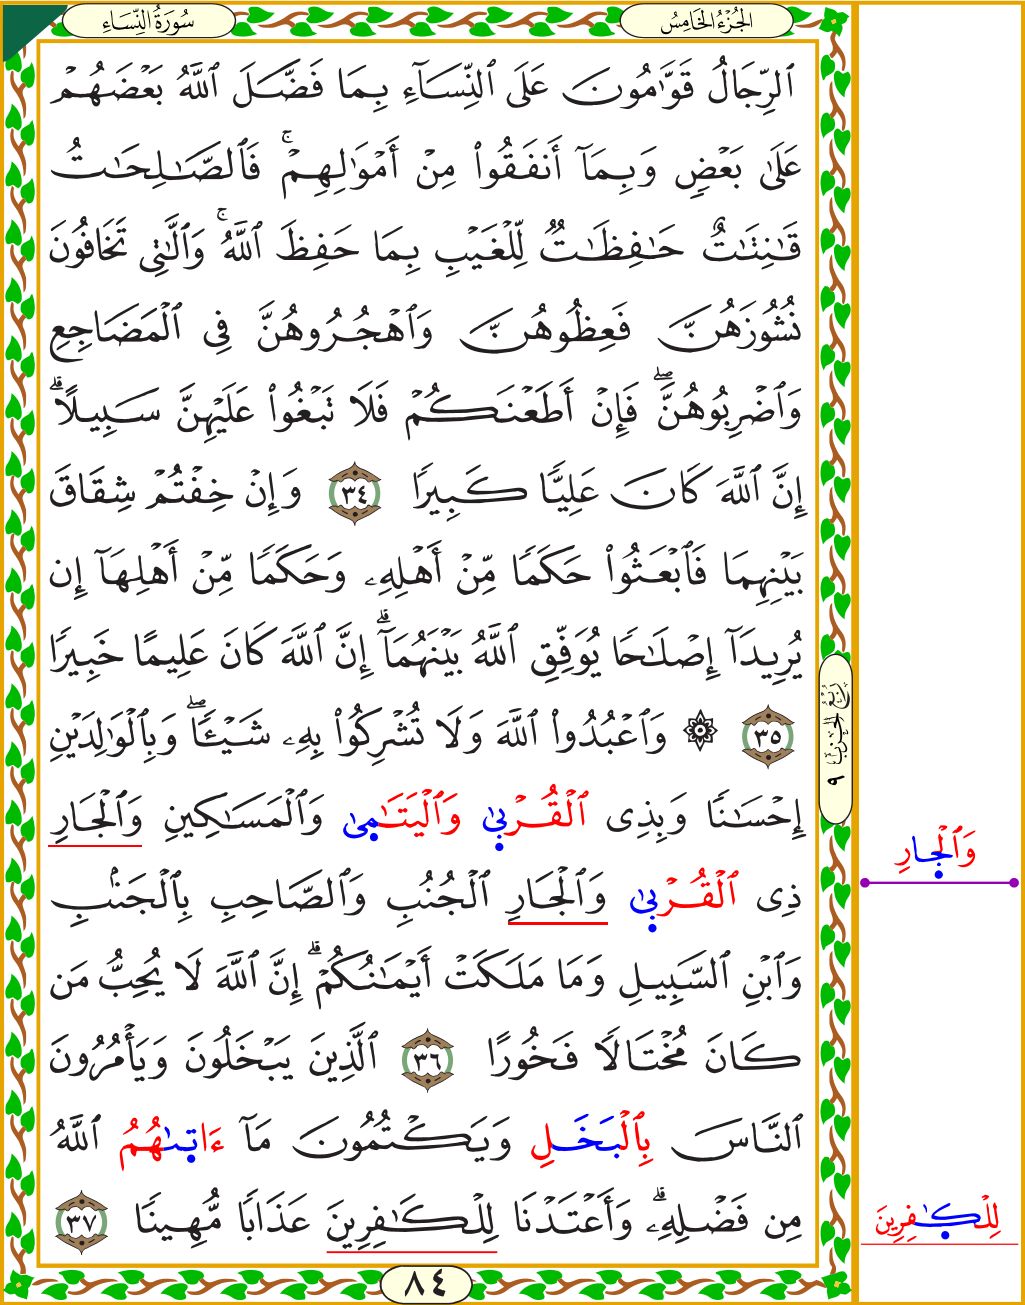 الجُزْءُ الخَامِسُ
سُورَةُ النِّسَاءِ
ٱلرِّجَالُ قَوَّٰمُونَ عَلَى ٱلنِّسَآءِ بِمَا فَضَّلَ ٱللَّهُ بَعْضَهُمْ
عَلَىٰ بَعْضٍ وَبِمَآ أَنفَقُوا۟ مِنْ أَمْوَٰلِهِمْ ۚ فَٱلصَّـٰلِحَـٰتُ
قَـٰنِتَـٰتٌ حَـٰفِظَـٰتٌ لِّلْغَيْبِ بِمَا حَفِظَ ٱللَّهُ ۚ وَٱلَّـٰتِى تَخَافُونَ
نُشُوزَهُنَّ فَعِظُوهُنَّ وَٱهْجُرُوهُنَّ فِى ٱلْمَضَاجِعِ
وَٱضْرِبُوهُنَّ ۖ فَإِنْ أَطَعْنَكُمْ فَلَا تَبْغُوا۟ عَلَيْهِنَّ سَبِيلًا ۗ
إِنَّ ٱللَّهَ كَانَ عَلِيًّا كَبِيرًا ٣٤ وَإِنْ خِفْتُمْ شِقَاقَ
بَيْنِهِمَا فَٱبْعَثُوا۟ حَكَمًا مِّنْ أَهْلِهِۦ وَحَكَمًا مِّنْ أَهْلِهَآ إِن
يُرِيدَآ إِصْلَـٰحًا يُوَفِّقِ ٱللَّهُ بَيْنَهُمَآ ۗ إِنَّ ٱللَّهَ كَانَ عَلِيمًا خَبِيرًا
٣٥ ۞ وَٱعْبُدُوا۟ ٱللَّهَ وَلَا تُشْرِكُوا۟ بِهِۦ شَيْـًٔا ۖ وَبِٱلْوَٰلِدَيْنِ
رُبْعُ الحِزْبِ ٩
إِحْسَـٰنًا وَبِذِى ٱلْقُرْبَىٰ وَٱلْيَتَـٰمَىٰ وَٱلْمَسَـٰكِينِ وَٱلْجَارِ
وَٱلْجارِ
ذِى ٱلْقُرْبَىٰ وَٱلْجَارِ ٱلْجُنُبِ وَٱلصَّاحِبِ بِٱلْجَنۢبِ
وَٱبْنِ ٱلسَّبِيلِ وَمَا مَلَكَتْ أَيْمَـٰنُكُمْ ۗ إِنَّ ٱللَّهَ لَا يُحِبُّ مَن
كَانَ مُخْتَالًا فَخُورًا ٣٦ ٱلَّذِينَ يَبْخَلُونَ وَيَأْمُرُونَ
ٱلنَّاسَ بِٱلْبَخَلِ وَيَكْتُمُونَ مَآ ءَاتىٰهُمُ ٱللَّهُ
مِن فَضْلِهِۦ ۗ وَأَعْتَدْنَا لِلْكَـٰفِرِينَ عَذَابًا مُّهِينًا ٣٧
لِلْكـٰفِرِينَ
٨٤